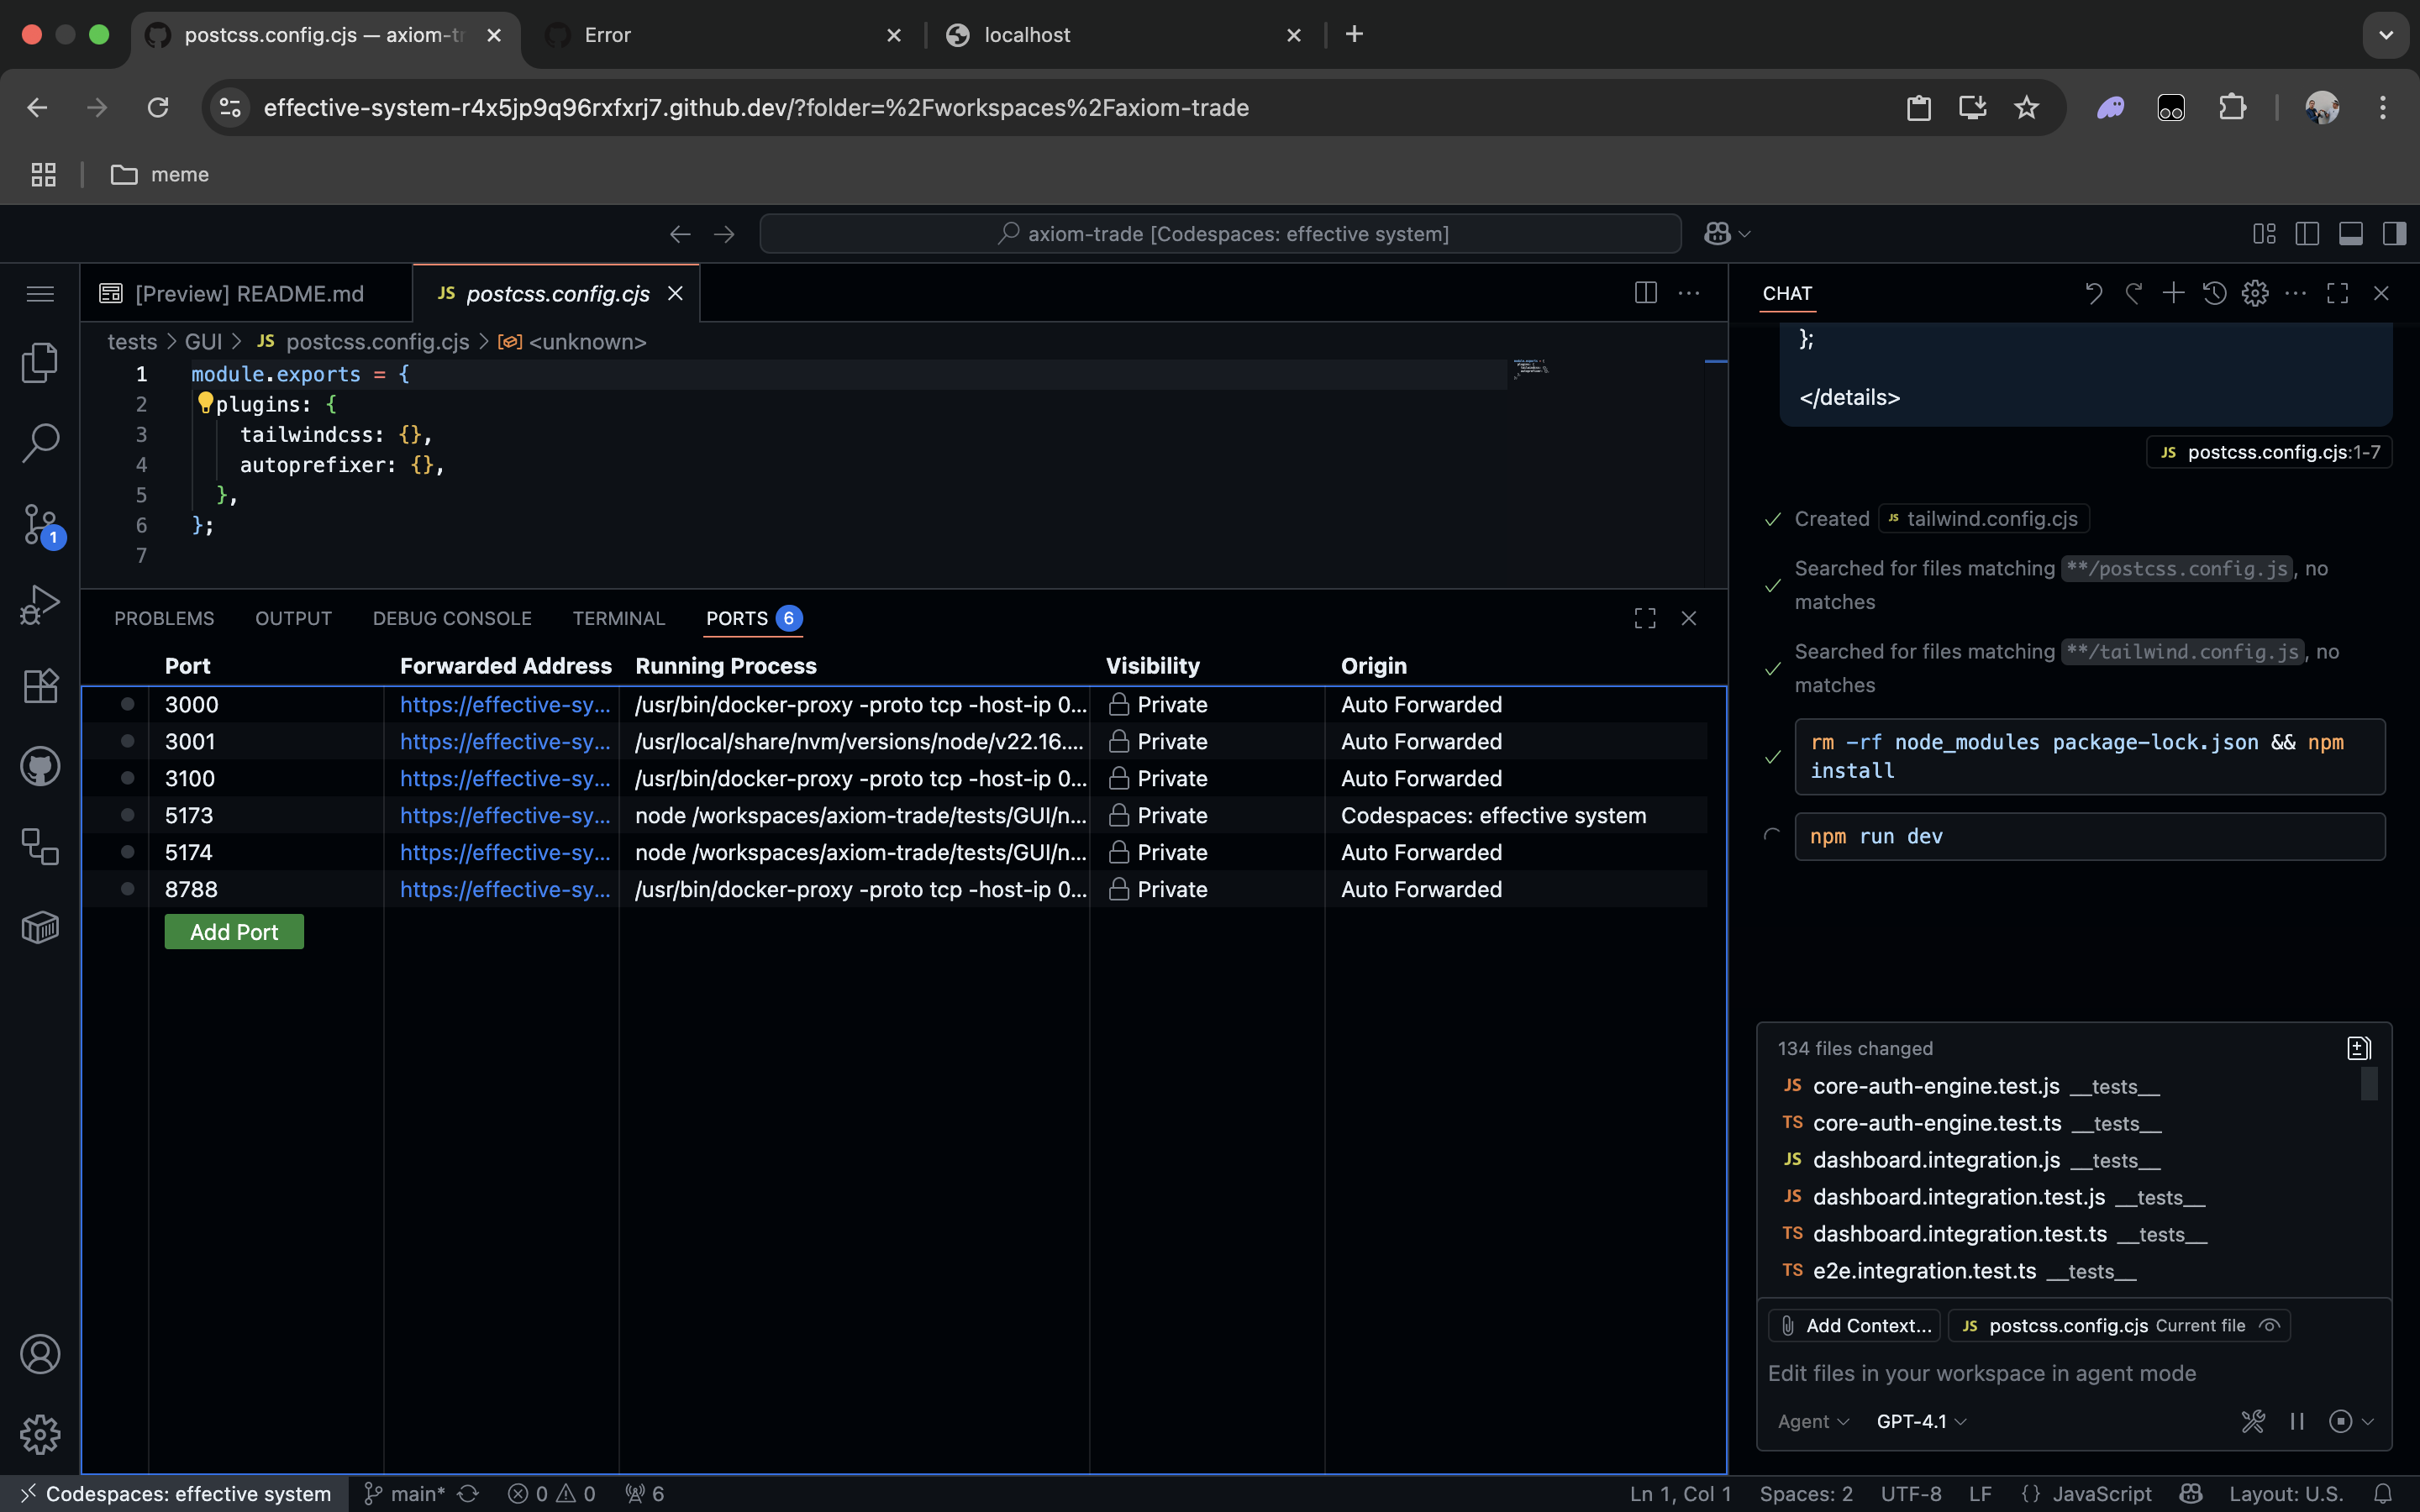 postcss.config.cjs — axiom-tr
Error
localhost
effective-system-r4x5jp9q96rxfxrj7.github.dev/?folder=%2Fworkspaces%2Faxiom-trade
meme
axiom-trade [Codespaces: effective system]
[Preview] README.md
JS postcss.config.cjs
tests > GUI > JS postcss.config.cjs > <unknown>
1 module.exports = {
2 plugins: {
3 tailwindcss: {},
4 autoprefixer: {},
5 },
6 };
7
PROBLEMS OUTPUT DEBUG CONSOLE TERMINAL PORTS 6
Port Forwarded Address Running Process Visibility Origin
3000 https://effective-sy... /usr/bin/docker-proxy -proto tcp -host-ip 0... Private Auto Forwarded
3001 https://effective-sy... /usr/local/share/nvm/versions/node/v22.16.... Private Auto Forwarded
3100 https://effective-sy... /usr/bin/docker-proxy -proto tcp -host-ip 0... Private Auto Forwarded
5173 https://effective-sy... node /workspaces/axiom-trade/tests/GUI/n... Private Codespaces: effective system
5174 https://effective-sy... node /workspaces/axiom-trade/tests/GUI/n... Private Auto Forwarded
8788 https://effective-sy... /usr/bin/docker-proxy -proto tcp -host-ip 0... Private Auto Forwarded
Add Port
1
CHAT
};
</details>
JS postcss.config.cjs:1-7
Created JS tailwind.config.cjs
Searched for files matching **/postcss.config.js, no
matches
Searched for files matching **/tailwind.config.js, no
matches
rm -rf node_modules package-lock.json && npm
install
npm run dev
134 files changed
JS core-auth-engine.test.js __tests__
TS core-auth-engine.test.ts __tests__
JS dashboard.integration.js __tests__
JS dashboard.integration.test.js __tests__
TS dashboard.integration.test.ts __tests__
TS e2e.integration.test.ts __tests__
Add Context... JS postcss.config.cjs Current file
Edit files in your workspace in agent mode
Agent GPT-4.1
Codespaces: effective system main* 0 0 6 Ln 1, Col 1 Spaces: 2 UTF-8 LF {} JavaScript Layout: U.S.